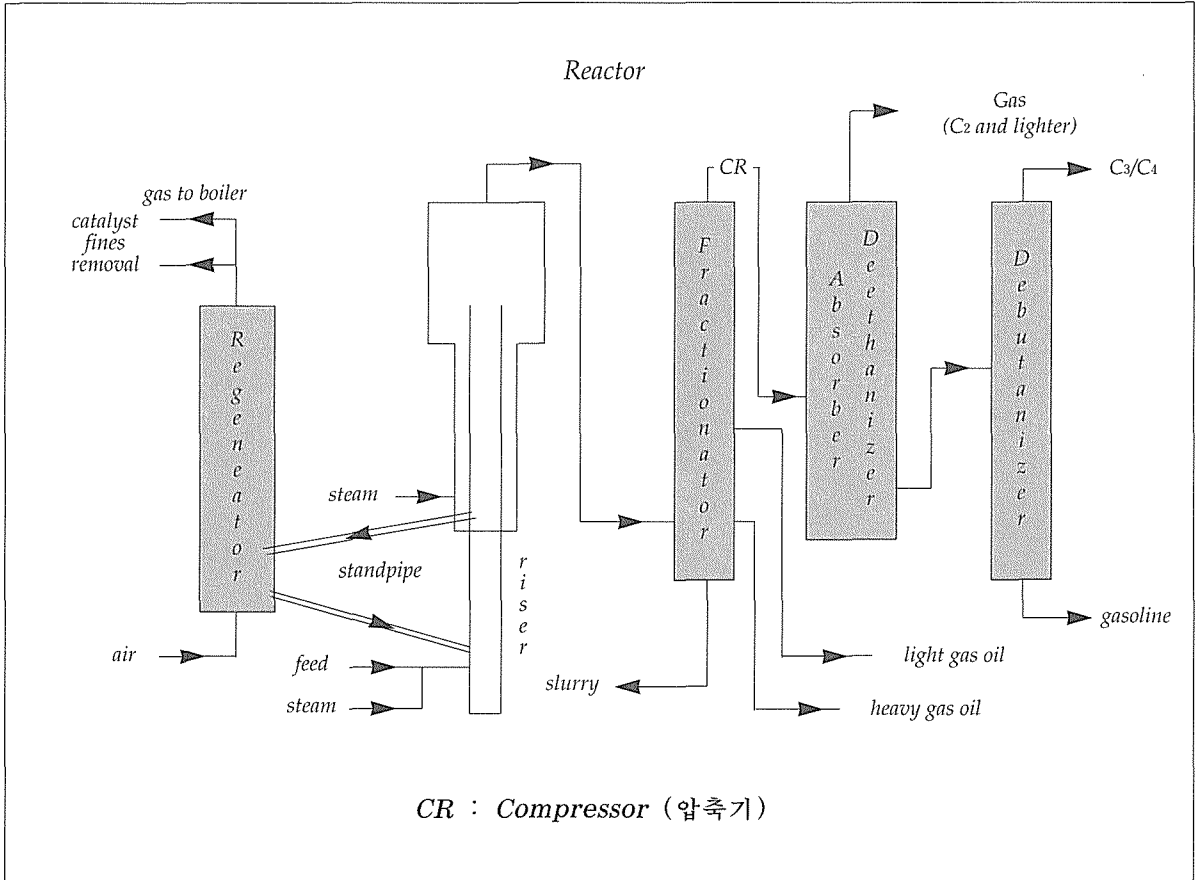 Reactor
Gas
(C2 and lighter)
CR
C3/C4
gas to boiler
catalyst
fines
removal
Regeneator
Fractionator
Absorber
Deethanizer
Debutanizer
steam
standpipe
riser
air
feed
steam
slurry
gasoline
light gas oil
heavy gas oil
CR : Compressor (압축기)